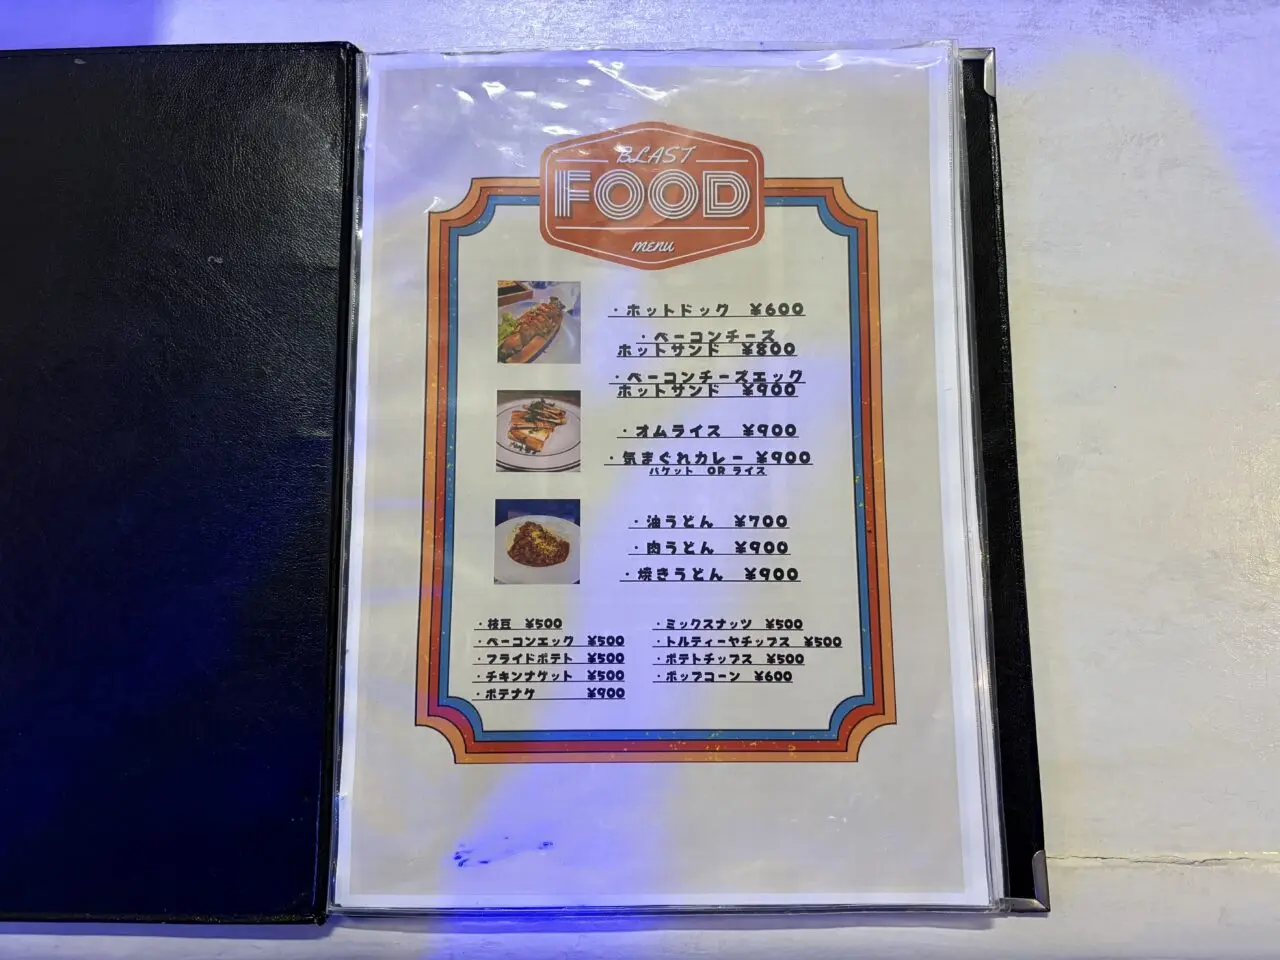 BLAST
FOOD
MENU
・ホットドッグ ¥600
・ベーコンチーズ
ホットサンド ¥800
・ベーコンチーズエッグ
ホットサンド ¥900
・オムライス ¥900
・気まぐれカレー ¥900
バケット OR ライス
・油うどん ¥700
・肉うどん ¥900
・焼きうどん ¥900
・枝豆 ¥500
・ベーコンエッグ ¥500
・フライドポテト ¥500
・チキンナゲット ¥500
・ポテナゲ ¥900
・ミックスナッツ ¥500
・トルティーヤチップス ¥500
・ポテトチップス ¥500
・ポップコーン ¥600